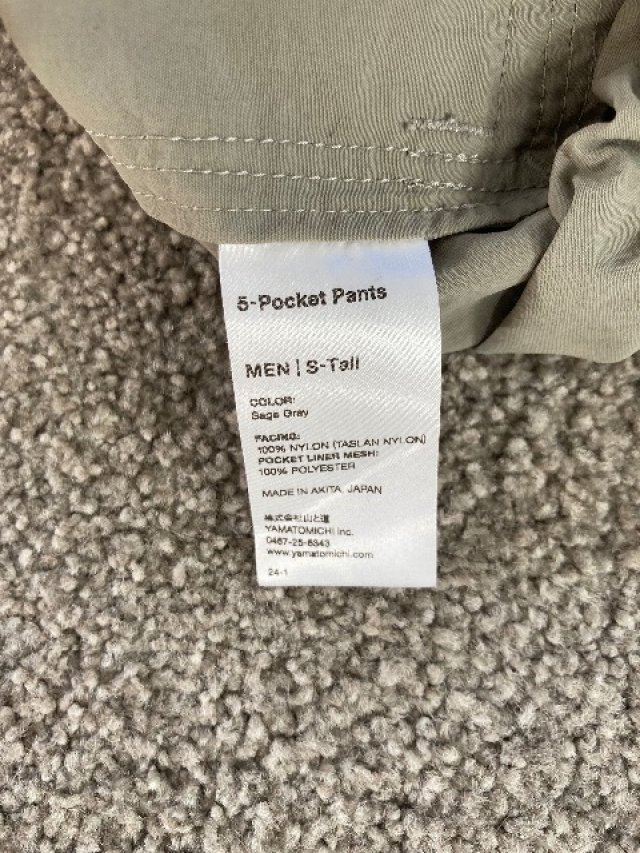 5-Pocket Pants
MEN | S-Tall
COLOR:
Sage Gray
FACING:
100% NYLON (TASLAN NYLON)
POCKET LINER MESH:
100% POLYESTER
MADE IN AKITA, JAPAN
株式会社山と道
YAMATOMICHI Inc.
0467-25-6343
www.yamatomichi.com
24-1